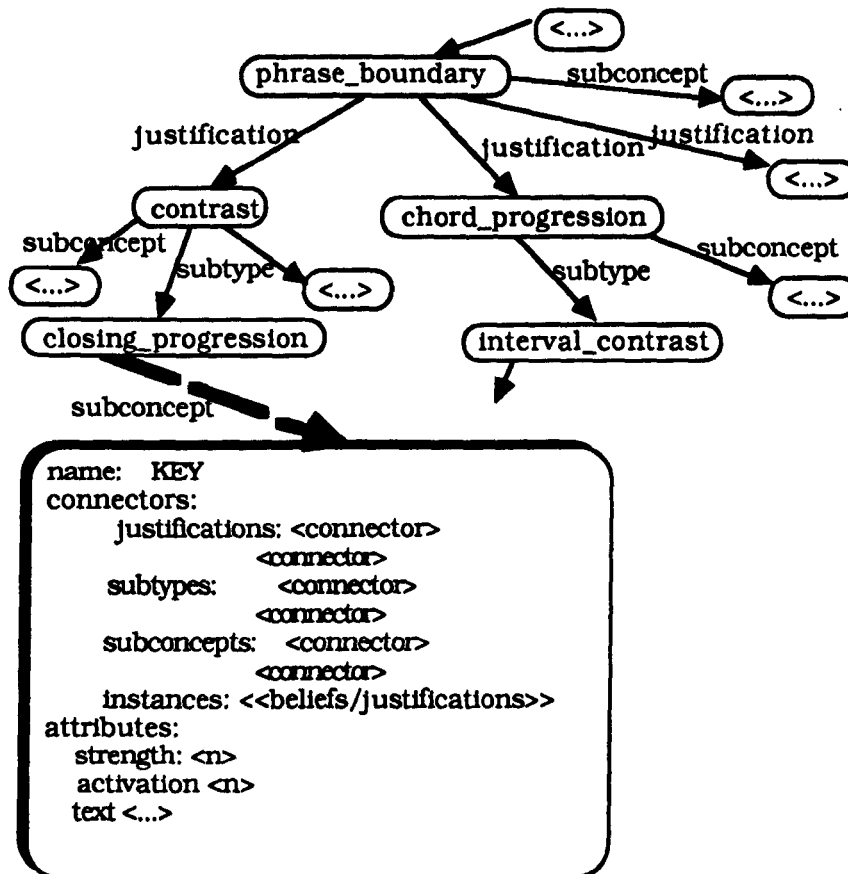 <...>
phrase_boundary
subconcept
<...>
justification
justification
justification
<...>
contrast
chord_progression
subconcept
subtype
subtype
subconcept
<...>
<...>
<...>
closing_progression
interval_contrast
subconcept
name: KEY
connectors:
justifications: <connector>
<connector>
subtypes: <connector>
<connector>
subconcepts: <connector>
<connector>
instances: <<beliefs/justifications>>
attributes:
strength: <n>
activation <n>
text <...>